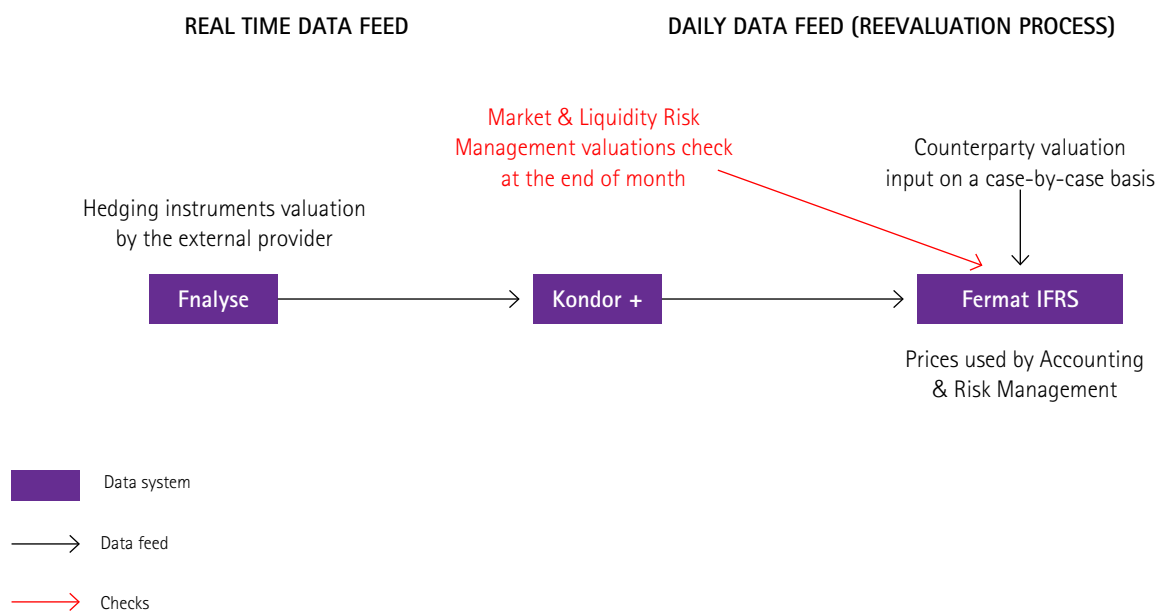 REAL TIME DATA FEED
DAILY DATA FEED (REEVALUATION PROCESS)
Market & Liquidity Risk
Management valuations check
at the end of month
Counterparty valuation
input on a case-by-case basis
Hedging instruments valuation
by the external provider
Fnalyse
Kondor +
Fermat IFRS
Prices used by Accounting
& Risk Management
Data system
Data feed
Checks